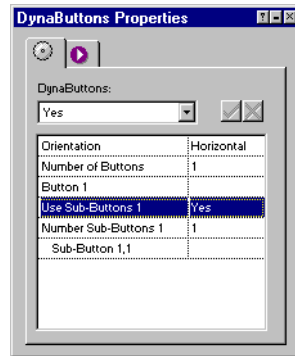 DynaButtons Properties
DynaButtons:
Yes
Orientation Horizontal
Number of Buttons 1
Button 1
Use Sub-Buttons 1 Yes
Number Sub-Buttons 1 1
Sub-Button 1,1